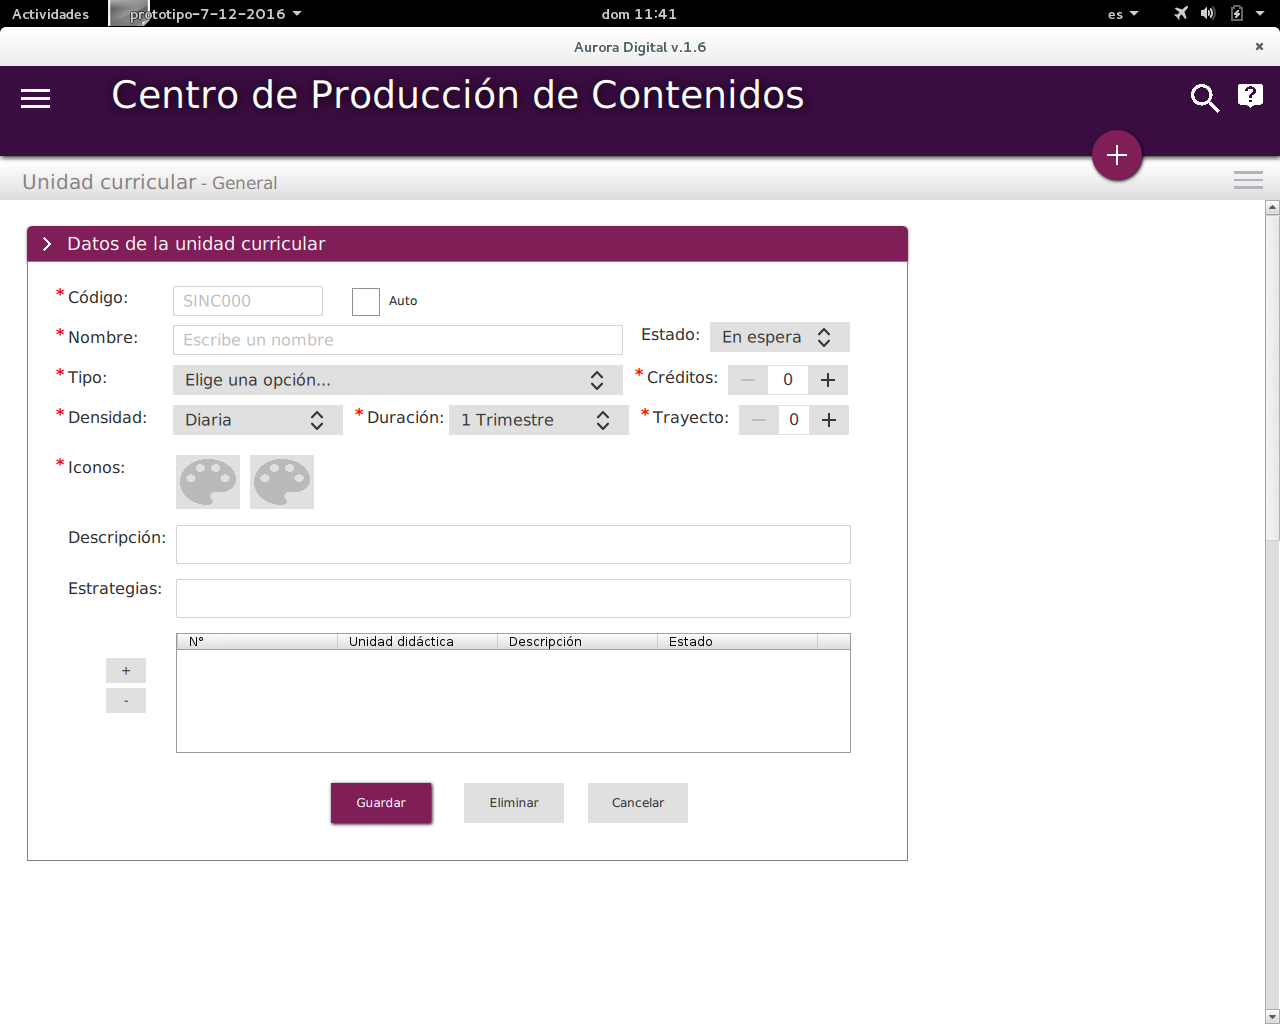 Actividades prototipo-7-12-2016 dom 11:41 es
Aurora Digital v.1.6 ×
Centro de Producción de Contenidos ?
+
Unidad curricular - General
Datos de la unidad curricular
* Código: SINC000 Auto
* Nombre: Escribe un nombre Estado: En espera
* Tipo: Elige una opción... * Créditos: − 0 +
* Densidad: Diaria * Duración: 1 Trimestre * Trayecto: − 0 +
* Iconos:
Descripción:
Estrategias:
N° Unidad didáctica Descripción Estado
+
-
Guardar Eliminar Cancelar